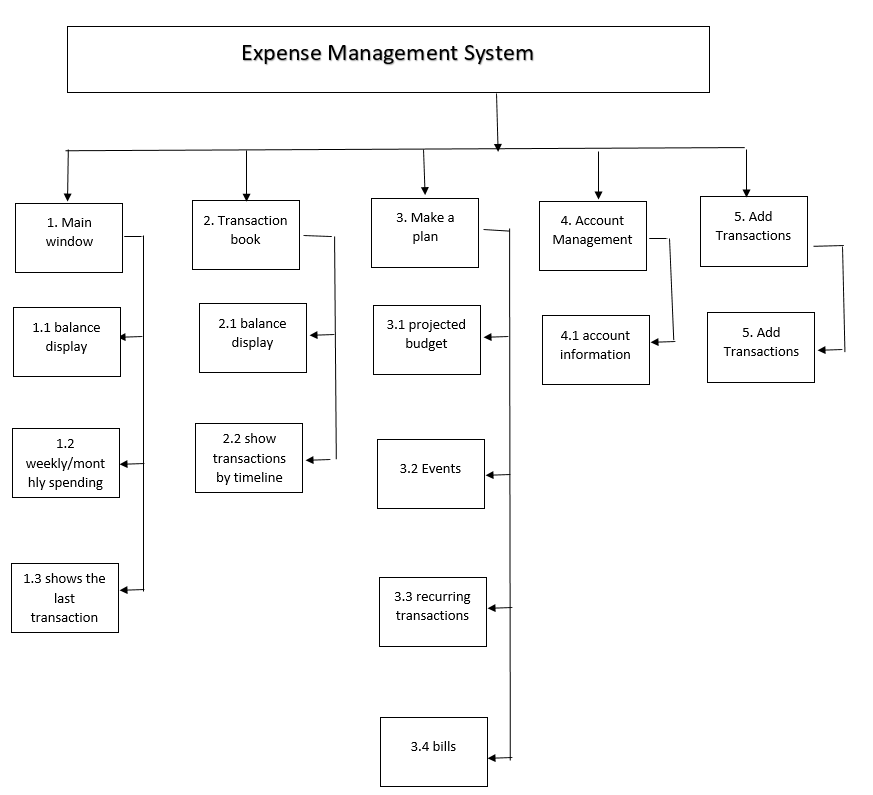 Expense Management System
1. Main
window
2. Transaction
book
3. Make a
plan
4. Account
Management
5. Add
Transactions
1.1 balance
display
2.1 balance
display
3.1 projected
budget
4.1 account
information
5. Add
Transactions
1.2
weekly/mont
hly spending
2.2 show
transactions
by timeline
3.2 Events
1.3 shows the
last
transaction
3.3 recurring
transactions
3.4 bills